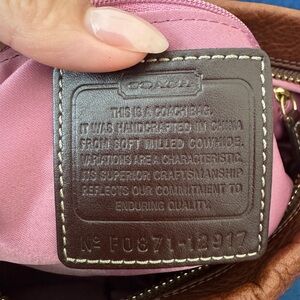 COACH
THIS IS A COACH BAG.
IT WAS HANDCRAFTED IN CHINA
FROM SOFT MILLED COWHIDE.
VARIATIONS ARE A CHARACTERISTIC.
ITS SUPERIOR CRAFTSMANSHIP
REFLECTS OUR COMMITMENT TO
ENDURING QUALITY.
Nº F0871-12917